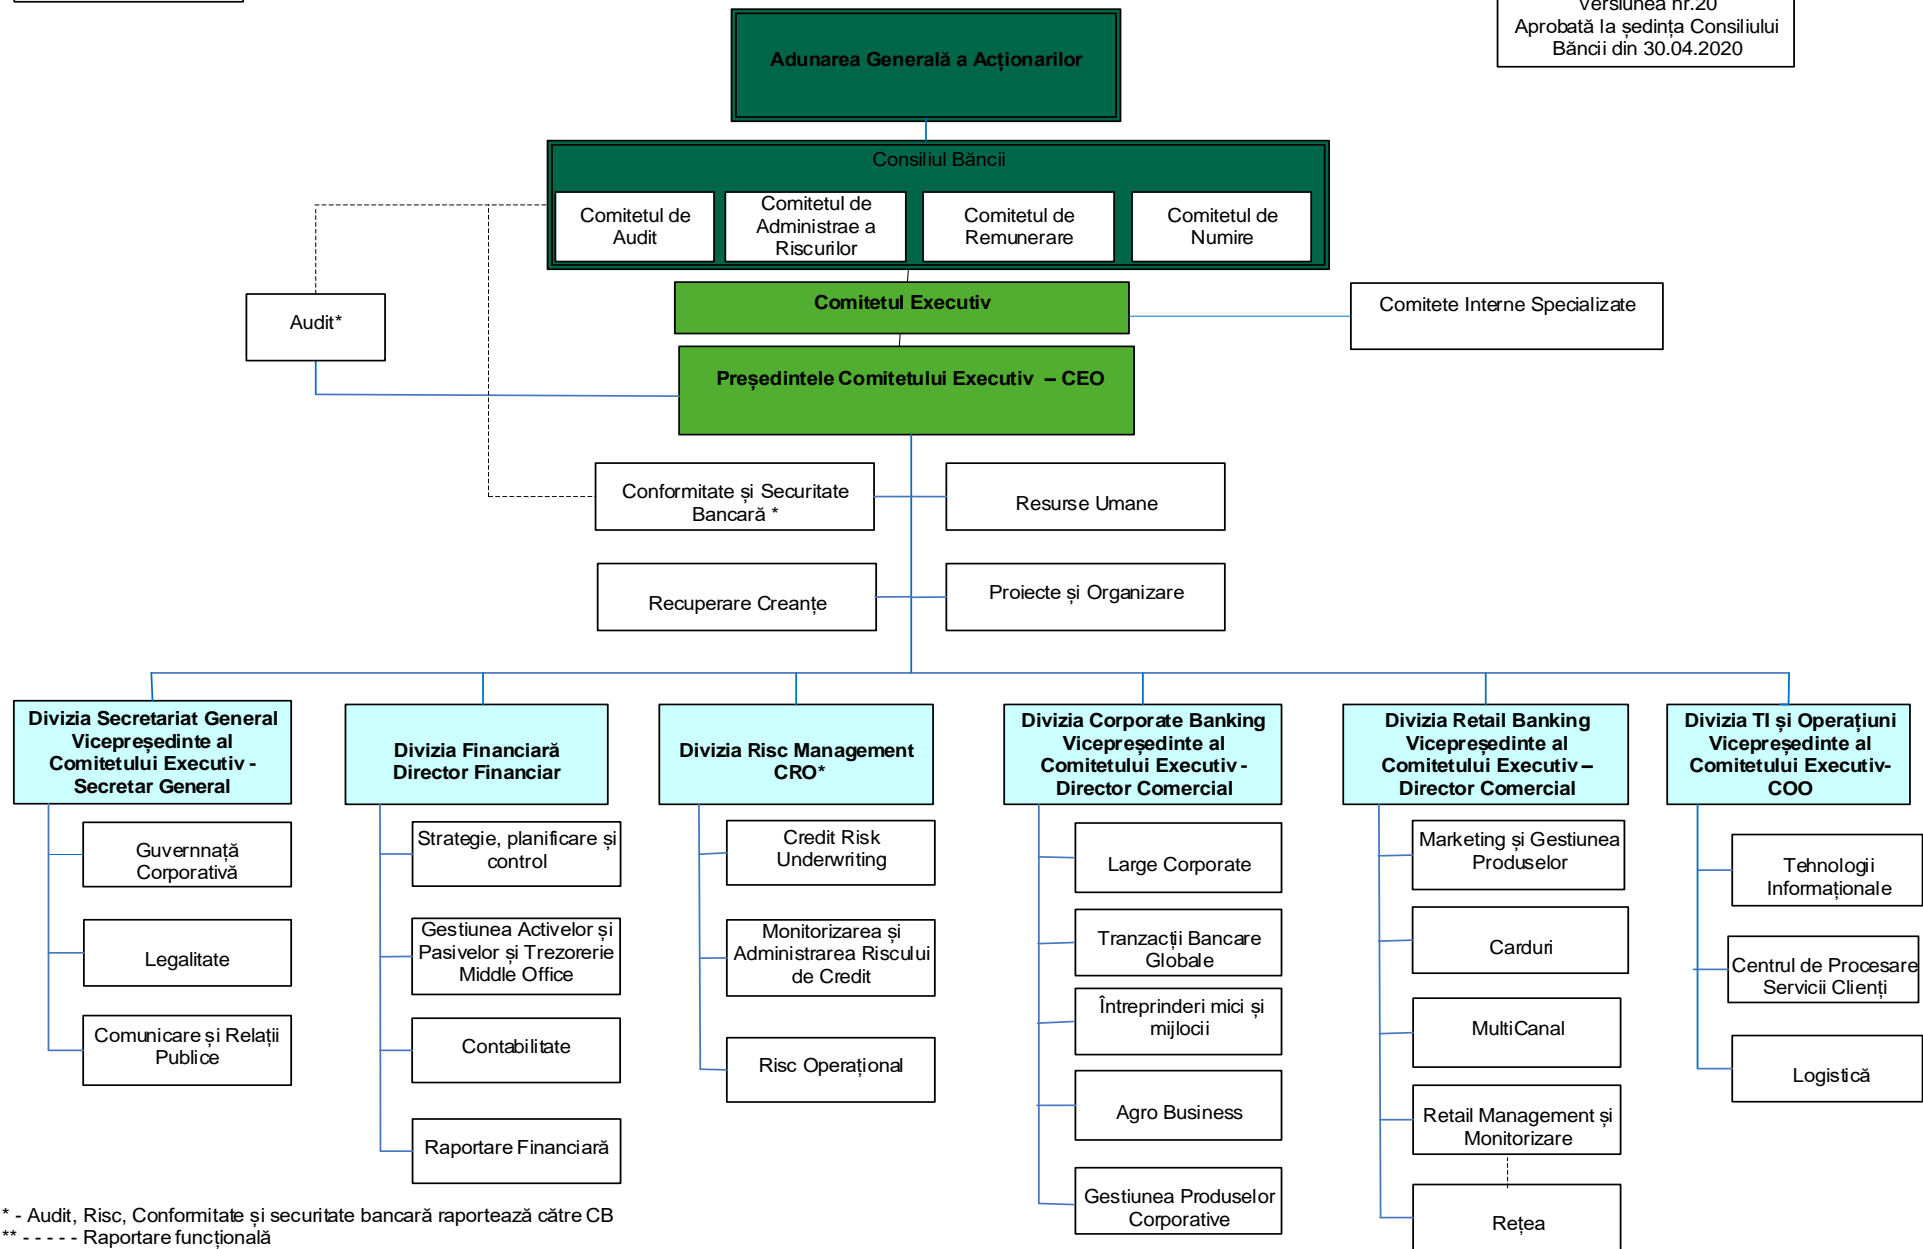 Versiunea nr.20
Aprobată la ședința Consiliului
Băncii din 30.04.2020
Adunarea Generală a Acționarilor
Consiliul Băncii
Comitetul de
Audit
Comitetul de
Administrae a
Riscurilor
Comitetul de
Remunerare
Comitetul de
Numire
Audit*
Comitetul Executiv
Comitete Interne Specializate
Președintele Comitetului Executiv – CEO
Conformitate și Securitate
Bancară *
Resurse Umane
Recuperare Creanțe
Proiecte și Organizare
Divizia Secretariat General
Vicepreședinte al
Comitetului Executiv -
Secretar General
Divizia Financiară
Director Financiar
Divizia Risc Management
CRO*
Divizia Corporate Banking
Vicepreședinte al
Comitetului Executiv -
Director Comercial
Divizia Retail Banking
Vicepreședinte al
Comitetului Executiv –
Director Comercial
Divizia TI și Operațiuni
Vicepreședinte al
Comitetului Executiv-
COO
Guvernnață
Corporativă
Legalitate
Comunicare și Relații
Publice
Strategie, planificare și
control
Gestiunea Activelor și
Pasivelor și Trezorerie
Middle Office
Contabilitate
Raportare Financiară
Credit Risk
Underwriting
Monitorizarea și
Administrarea Riscului
de Credit
Risc Operațional
Large Corporate
Tranzacții Bancare
Globale
Întreprinderi mici și
mijlocii
Agro Business
Gestiunea Produselor
Corporative
Marketing și Gestiunea
Produselor
Carduri
MultiCanal
Retail Management și
Monitorizare
Rețea
Tehnologii
Informaționale
Centrul de Procesare
Servicii Clienți
Logistică
* - Audit, Risc, Conformitate și securitate bancară raportează către CB
** - - - - - Raportare funcțională